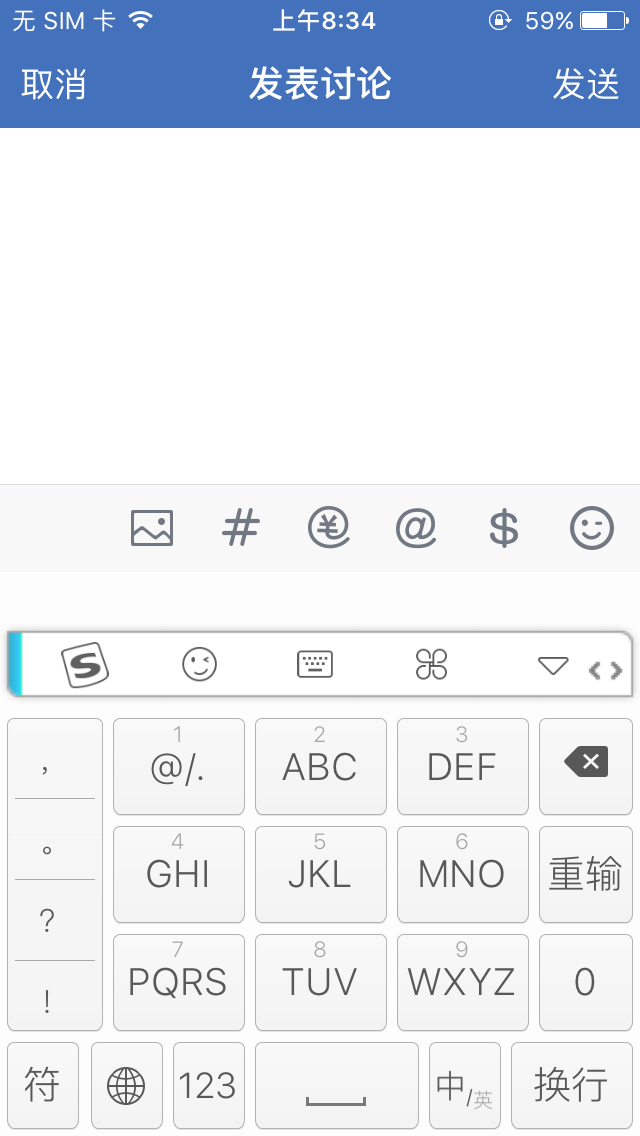 无 SIM 卡 上午8:34 59%
取消 发表讨论 发送
# ¥ @ $
S
， 1 @/. 2 ABC 3 DEF
。 4 GHI 5 JKL 6 MNO 重输
? 7 PQRS 8 TUV 9 WXYZ 0
!
符 123 中/英 换行